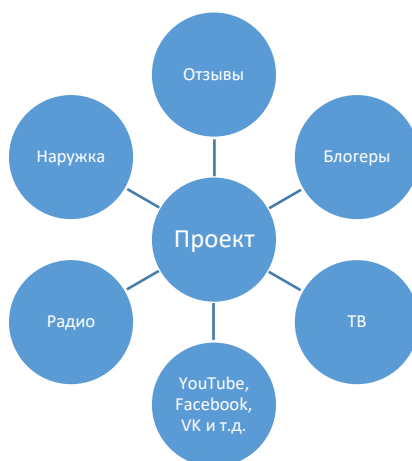 Отзывы
Наружка
Блогеры
Проект
Радио
ТВ
YouTube,
Facebook,
VK и т.д.